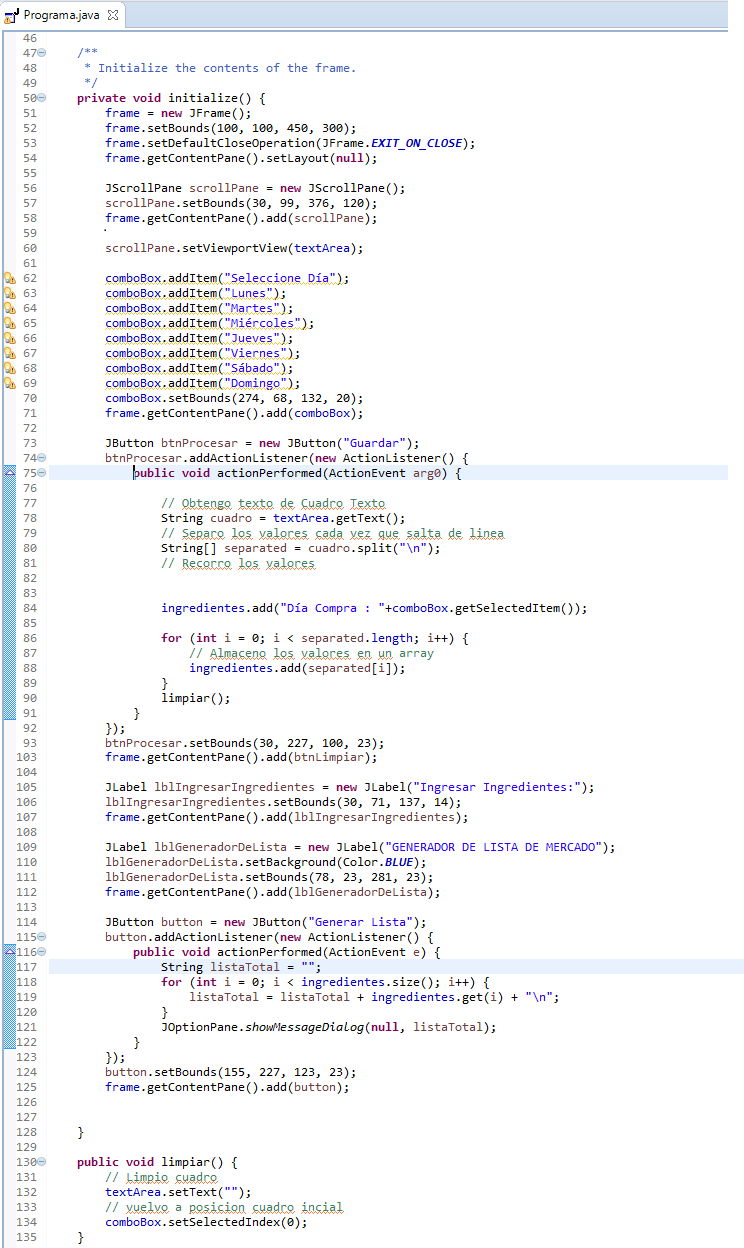 Programa.java
46
47 /**
48 * Initialize the contents of the frame.
49 */
50 private void initialize() {
51 frame = new JFrame();
52 frame.setBounds(100, 100, 450, 300);
53 frame.setDefaultCloseOperation(JFrame.EXIT_ON_CLOSE);
54 frame.getContentPane().setLayout(null);
55
56 JScrollPane scrollPane = new JScrollPane();
57 scrollPane.setBounds(30, 99, 376, 120);
58 frame.getContentPane().add(scrollPane);
59
60 scrollPane.setViewportView(textArea);
61
62 comboBox.addItem("Seleccione Día");
63 comboBox.addItem("Lunes");
64 comboBox.addItem("Martes");
65 comboBox.addItem("Miércoles");
66 comboBox.addItem("Jueves");
67 comboBox.addItem("Viernes");
68 comboBox.addItem("Sábado");
69 comboBox.addItem("Domingo");
70 comboBox.setBounds(274, 68, 132, 20);
71 frame.getContentPane().add(comboBox);
72
73 JButton btnProcesar = new JButton("Guardar");
74 btnProcesar.addActionListener(new ActionListener() {
75 public void actionPerformed(ActionEvent arg0) {
76
77 // Obtengo texto de Cuadro Texto
78 String cuadro = textArea.getText();
79 // Separo los valores cada vez que salta de linea
80 String[] separated = cuadro.split("\n");
81 // Recorro los valores
82
83
84 ingredientes.add("Día Compra : "+comboBox.getSelectedItem());
85
86 for (int i = 0; i < separated.length; i++) {
87 // Almaceno los valores en un array
88 ingredientes.add(separated[i]);
89 }
90 limpiar();
91 }
92 });
93 btnProcesar.setBounds(30, 227, 100, 23);
103 frame.getContentPane().add(btnLimpiar);
104
105 JLabel lblIngresarIngredientes = new JLabel("Ingresar Ingredientes:");
106 lblIngresarIngredientes.setBounds(30, 71, 137, 14);
107 frame.getContentPane().add(lblIngresarIngredientes);
108
109 JLabel lblGeneradorDeLista = new JLabel("GENERADOR DE LISTA DE MERCADO");
110 lblGeneradorDeLista.setBackground(Color.BLUE);
111 lblGeneradorDeLista.setBounds(78, 23, 281, 23);
112 frame.getContentPane().add(lblGeneradorDeLista);
113
114 JButton button = new JButton("Generar Lista");
115 button.addActionListener(new ActionListener() {
116 public void actionPerformed(ActionEvent e) {
117 String listaTotal = "";
118 for (int i = 0; i < ingredientes.size(); i++) {
119 listaTotal = listaTotal + ingredientes.get(i) + "\n";
120 }
121 JOptionPane.showMessageDialog(null, listaTotal);
122 }
123 });
124 button.setBounds(155, 227, 123, 23);
125 frame.getContentPane().add(button);
126
127
128 }
129
130 public void limpiar() {
131 // Limpio cuadro
132 textArea.setText("");
133 // vuelvo a posicion cuadro incial
134 comboBox.setSelectedIndex(0);
135 }